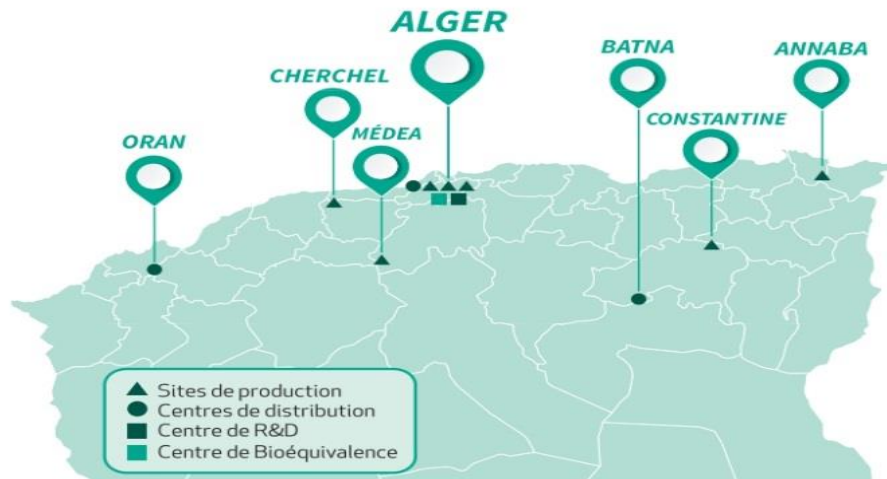 ALGER
BATNA
ANNABA
CHERCHEL
CONSTANTINE
MÉDEA
ORAN
Sites de production
Centres de distribution
Centre de R&D
Centre de Bioéquivalence